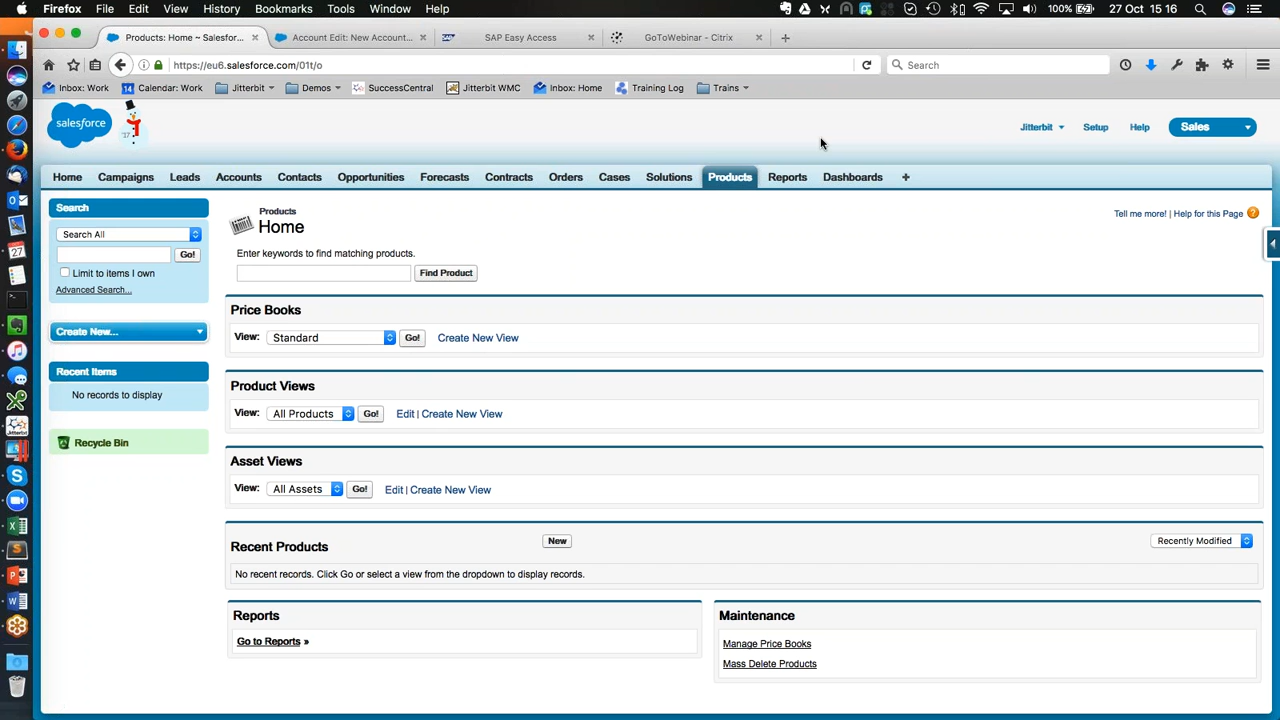 Firefox File Edit View History Bookmarks Tools Window Help
100% 27 Oct 15:16
Products: Home ~ Salesfor...
Account Edit: New Account...
SAP Easy Access
GoToWebinar - Citrix
https://eu6.salesforce.com/01t/o
Search
Inbox: Work
Calendar: Work
Jitterbit
Demos
SuccessCentral
Jitterbit WMC
Inbox: Home
Training Log
Trains
salesforce
'17
Jitterbit
Setup
Help
Sales
Home Campaigns Leads Accounts Contacts Opportunities Forecasts Contracts Orders Cases Solutions Products Reports Dashboards +
Search
Search All
Go!
Limit to items I own
Advanced Search...
Create New...
Recent Items
No records to display
Recycle Bin
Products
Home
Tell me more! | Help for this Page
Enter keywords to find matching products.
Find Product
Price Books
View: Standard Go! Create New View
Product Views
View: All Products Go! Edit | Create New View
Asset Views
View: All Assets Go! Edit | Create New View
Recent Products
New
Recently Modified
No recent records. Click Go or select a view from the dropdown to display records.
Reports
Go to Reports »
Maintenance
Manage Price Books
Mass Delete Products